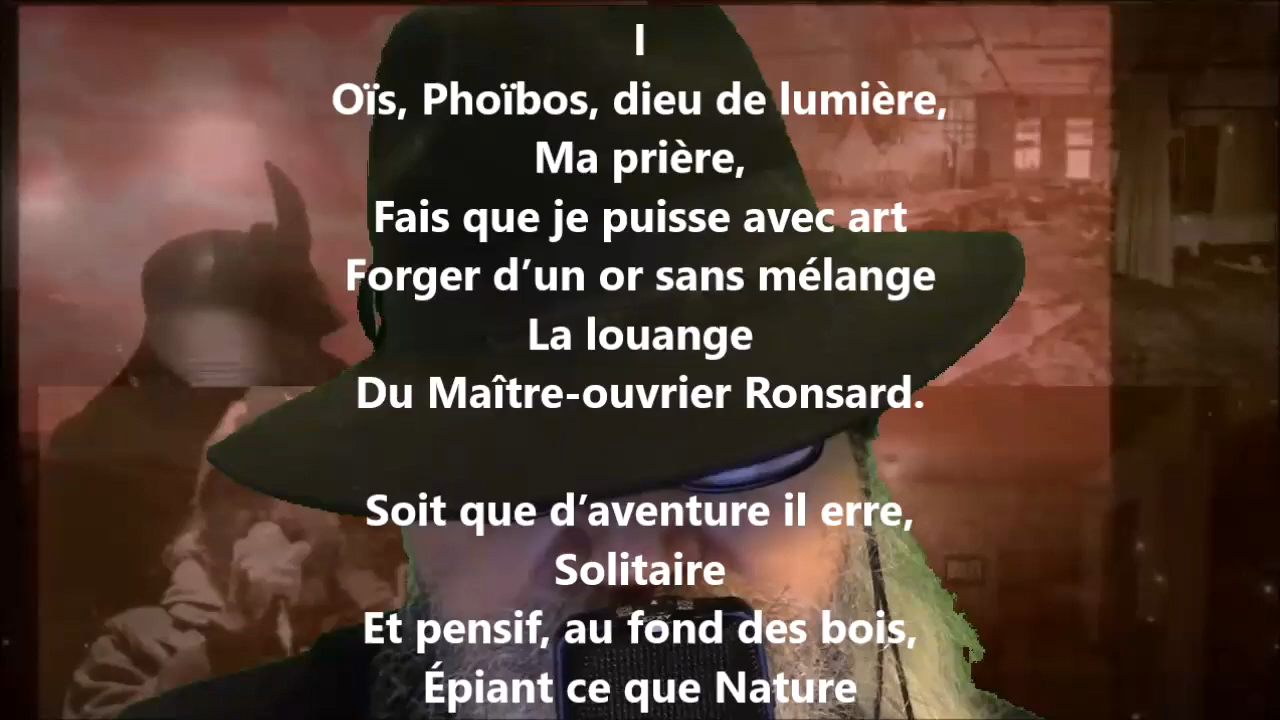 I
Oïs, Phoïbos, dieu de lumière,
Ma prière,
Fais que je puisse avec art
Forger d’un or sans mélange
La louange
Du Maître-ouvrier Ronsard.
Soit que d’aventure il erre,
Solitaire
Et pensif, au fond des bois,
Épiant ce que Nature